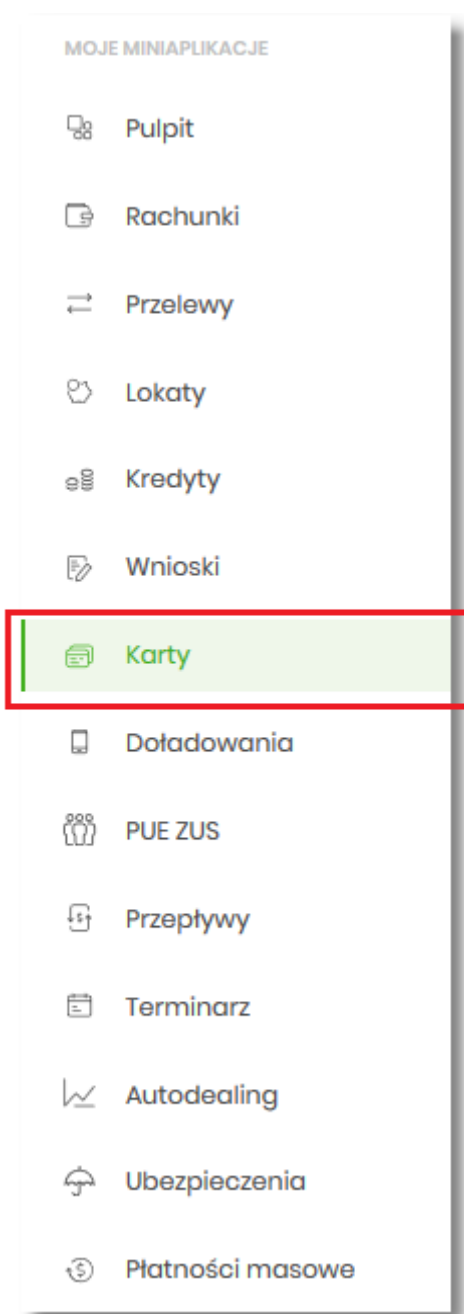 MOJE MINIAPLIKACJE
Pulpit
Rachunki
Przelewy
Lokaty
Kredyty
Wnioski
Karty
Doładowania
PUE ZUS
Przepływy
Terminarz
Autodealing
Ubezpieczenia
Płatności masowe